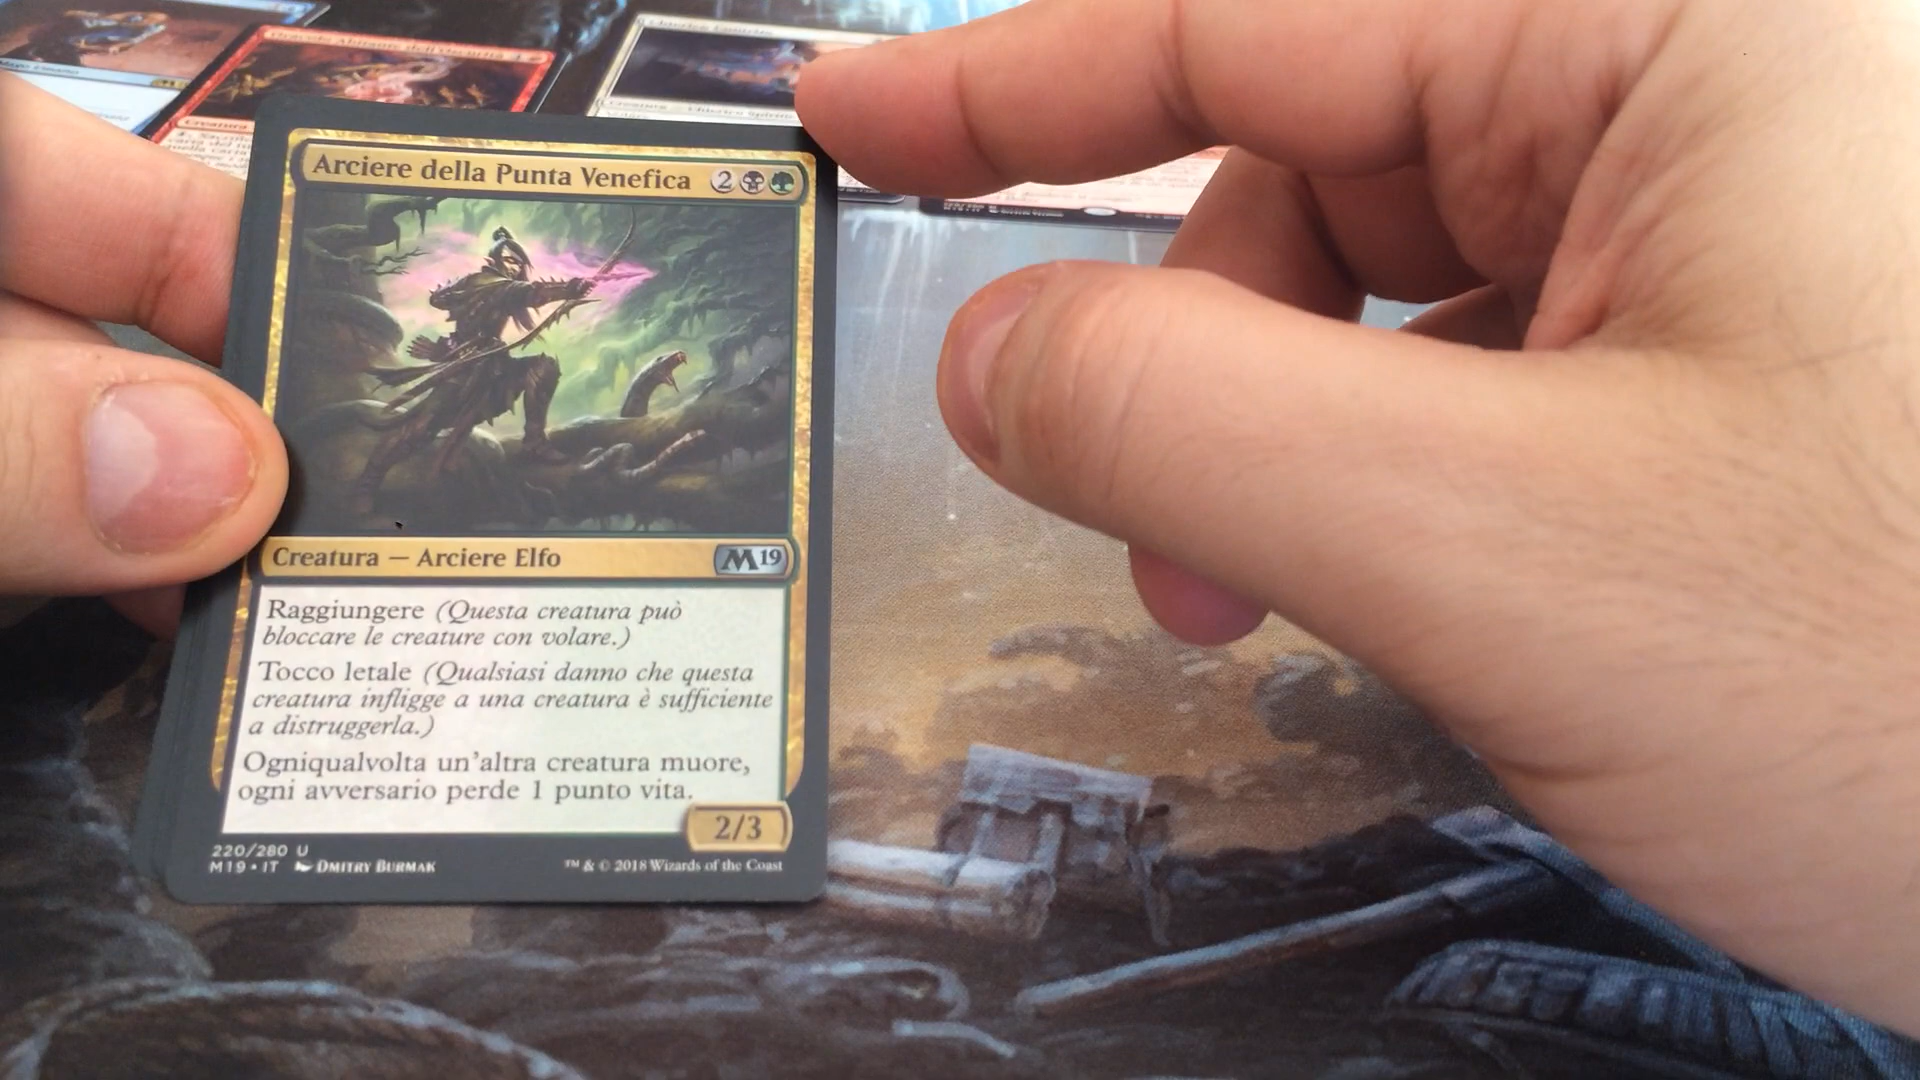 Arciere della Punta Venefica 2
Creatura — Arciere Elfo M19
Raggiungere (Questa creatura può
bloccare le creature con volare.)
Tocco letale (Qualsiasi danno che questa
creatura infligge a una creatura è sufficiente
a distruggerla.)
Ogniqualvolta un'altra creatura muore,
ogni avversario perde 1 punto vita.
2/3
220/280 U
M19 • IT Dmitry Burmak
™ & © 2018 Wizards of the Coast
Creatura